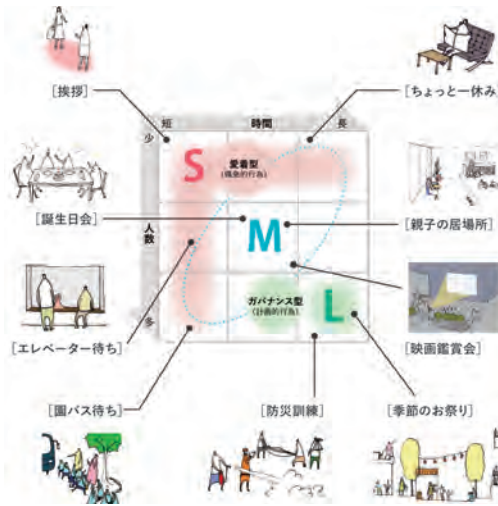 [挨拶]
[ちょっと一休み]
短
時間
長
少
S
愛着型
(偶発的行為)
[誕生日会]
[親子の居場所]
人数
M
[エレベーター待ち]
ガバナンス型
(計画的行為)
L
多
[映画鑑賞会]
[園バス待ち]
[防災訓練]
[季節のお祭り]